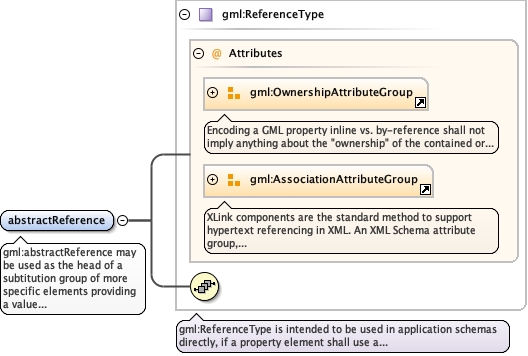 gml:ReferenceType
@ Attributes
gml:OwnershipAttributeGroup
Encoding a GML property inline vs. by-reference shall not
imply anything about the "ownership" of the contained or...
gml:AssociationAttributeGroup
XLink components are the standard method to support
hypertext referencing in XML. An XML Schema attribute
group,...
abstractReference
gml:abstractReference may
be used as the head of a
subtitution group of more
specific elements providing
a value...
gml:ReferenceType is intended to be used in application schemas
directly, if a property element shall use a...